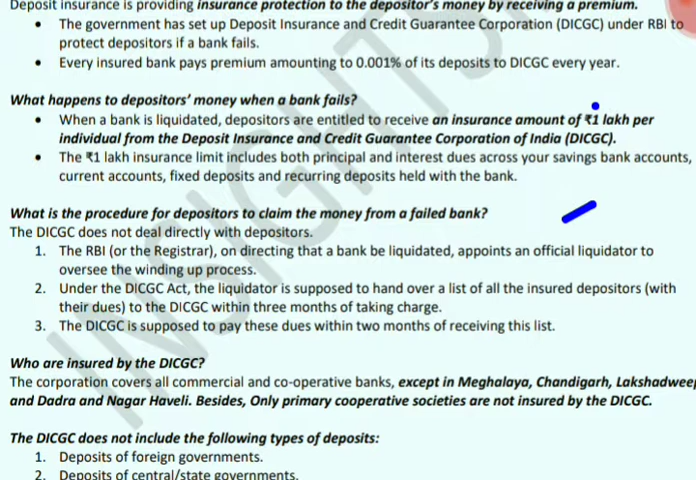 Deposit insurance is providing insurance protection to the depositor's money by receiving a premium.
• The government has set up Deposit Insurance and Credit Guarantee Corporation (DICGC) under RBI to
protect depositors if a bank fails.
• Every insured bank pays premium amounting to 0.001% of its deposits to DICGC every year.
What happens to depositors' money when a bank fails?
• When a bank is liquidated, depositors are entitled to receive an insurance amount of ₹1 lakh per
individual from the Deposit Insurance and Credit Guarantee Corporation of India (DICGC).
• The ₹1 lakh insurance limit includes both principal and interest dues across your savings bank accounts,
current accounts, fixed deposits and recurring deposits held with the bank.
What is the procedure for depositors to claim the money from a failed bank?
The DICGC does not deal directly with depositors.
1. The RBI (or the Registrar), on directing that a bank be liquidated, appoints an official liquidator to
oversee the winding up process.
2. Under the DICGC Act, the liquidator is supposed to hand over a list of all the insured depositors (with
their dues) to the DICGC within three months of taking charge.
3. The DICGC is supposed to pay these dues within two months of receiving this list.
Who are insured by the DICGC?
The corporation covers all commercial and co-operative banks, except in Meghalaya, Chandigarh, Lakshadweep
and Dadra and Nagar Haveli. Besides, Only primary cooperative societies are not insured by the DICGC.
The DICGC does not include the following types of deposits:
1. Deposits of foreign governments.
2. Deposits of central/state governments.
INSIGHTS